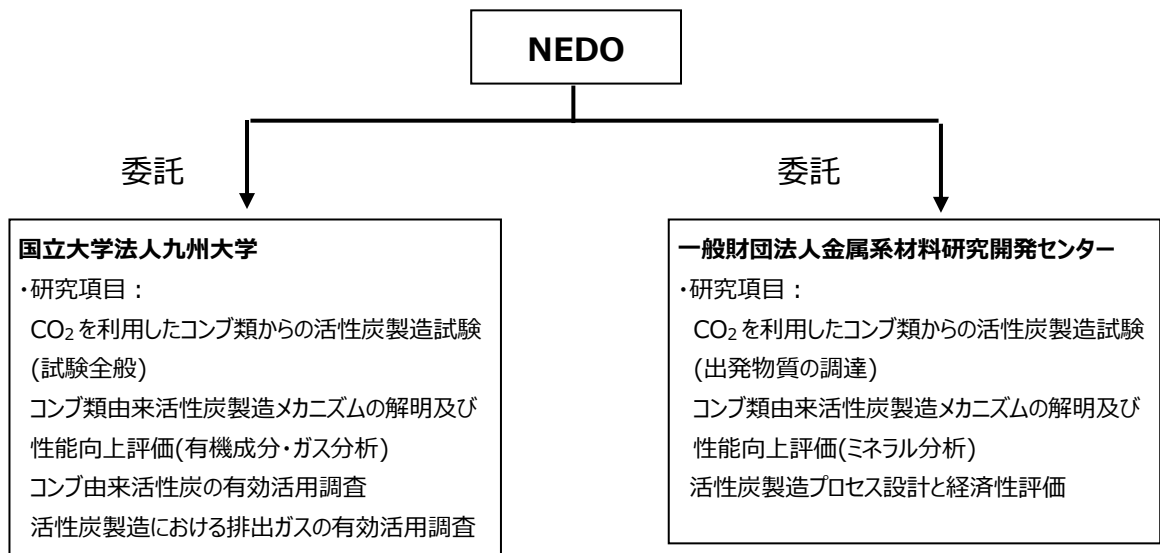 NEDO
委託
委託
国立大学法人九州大学
・研究項目：
CO₂を利用したコンブ類からの活性炭製造試験
(試験全般)
コンブ類由来活性炭製造メカニズムの解明及び
性能向上評価(有機成分・ガス分析)
コンブ由来活性炭の有効活用調査
活性炭製造における排出ガスの有効活用調査
一般財団法人金属系材料研究開発センター
・研究項目：
CO₂を利用したコンブ類からの活性炭製造試験
(出発物質の調達)
コンブ類由来活性炭製造メカニズムの解明及び
性能向上評価(ミネラル分析)
活性炭製造プロセス設計と経済性評価